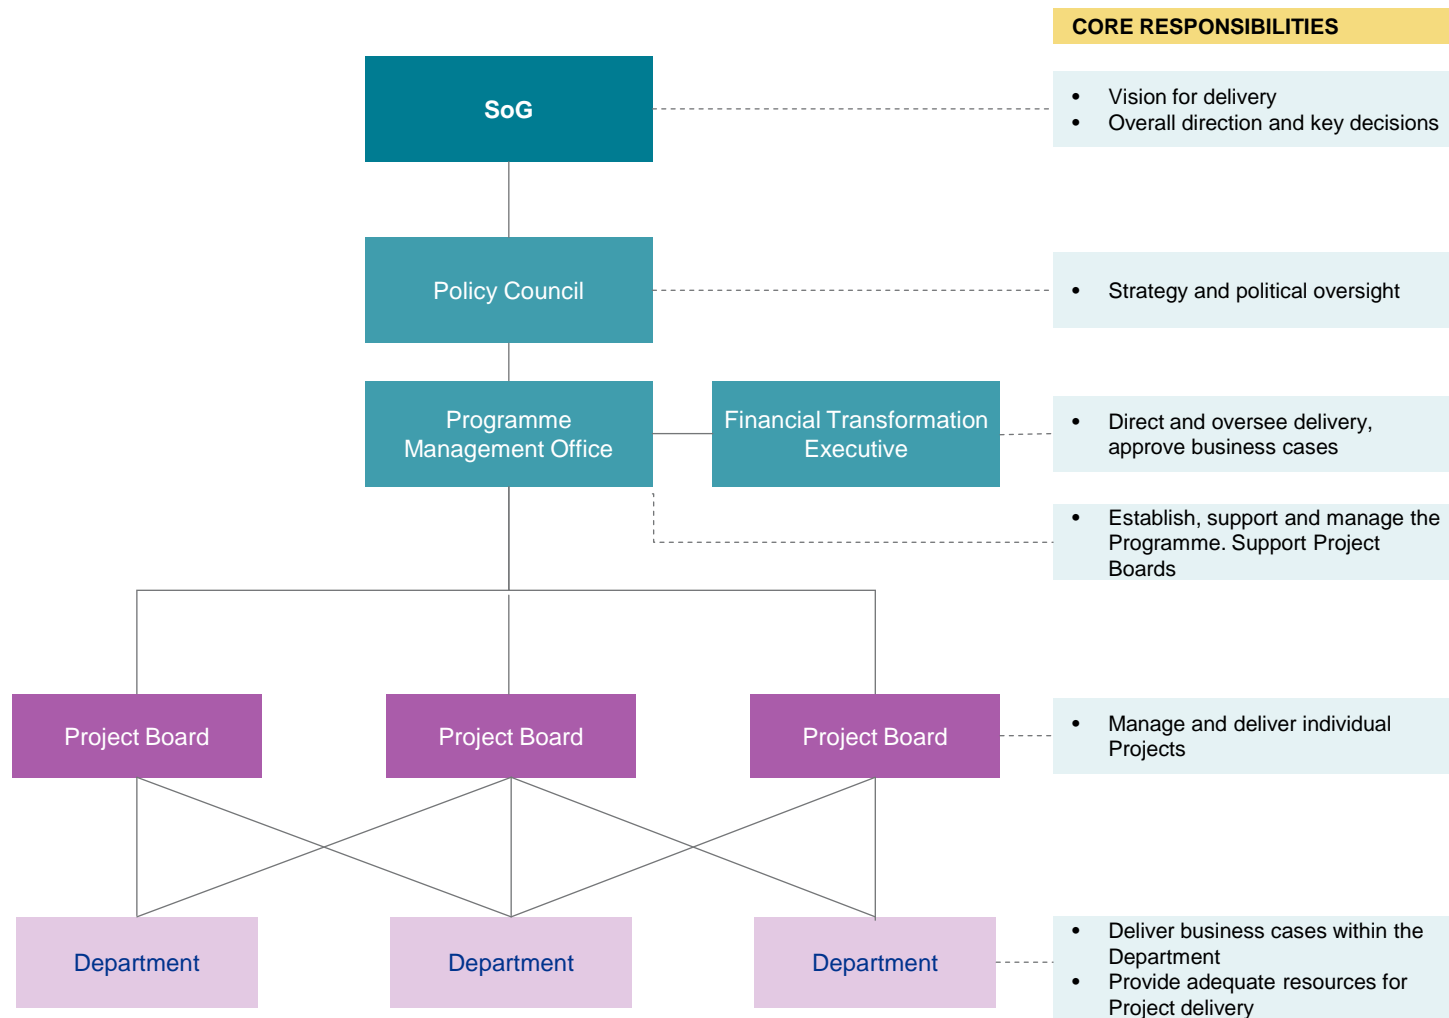 CORE RESPONSIBILITIES
SoG
• Vision for delivery
• Overall direction and key decisions
Policy Council
• Strategy and political oversight
Programme
Management Office
Financial Transformation
Executive
• Direct and oversee delivery,
approve business cases
• Establish, support and manage the
Programme. Support Project
Boards
Project Board
Project Board
Project Board
• Manage and deliver individual
Projects
Department
Department
Department
• Deliver business cases within the
Department
• Provide adequate resources for
Project delivery